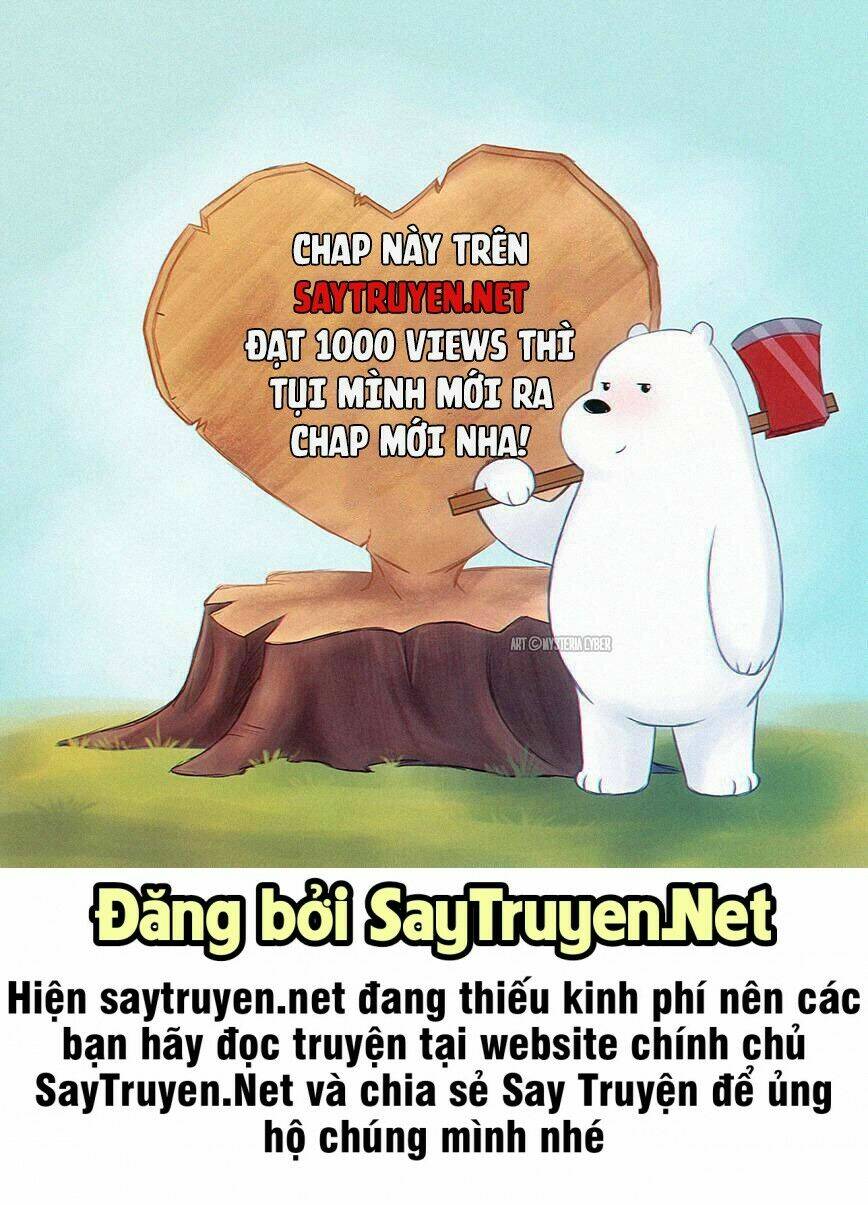 CHAP NÀY TRÊN
SAYTRUYEN.NET
ĐẠT 1000 VIEWS THÌ
TỤI MÌNH MỚI RA
CHAP MỚI NHA!
ART © MYSTERIA CYBER
Đăng bởi SayTruyen.Net
Hiện saytruyen.net đang thiếu kinh phí nên các
bạn hãy đọc truyện tại website chính chủ
SayTruyen.Net và chia sẻ Say Truyện để ủng
hộ chúng mình nhé